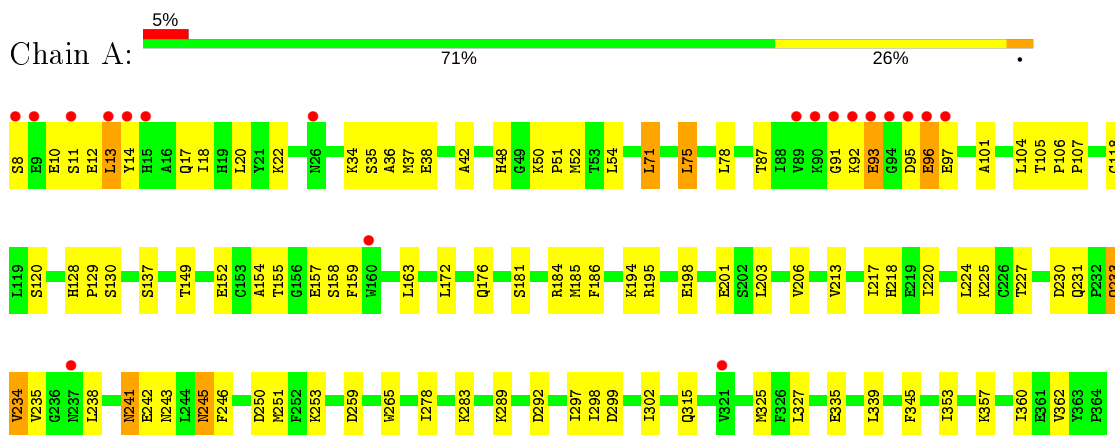 5%
Chain A:
71% 26% •
S8 E9 E10 S11 E12 L13 Y14 H15 A16 Q17 I18 H19 L20 Y21 K22 N26 K34 S35 A36 M37 E38 A42 H48 G49 K50 P51 M52 T53 L54 L71 L75 L78 T87 I88 V89 K90 G91 K92 E93 G94 D95 E96 E97 A101 L104 T105 P106 P107
L119 S120 H128 P129 S130 S137 T149 E152 C153 A154 T155 G156 E157 S158 F159 W160 L163 L172 Q176 S181 R184 M185 F186 K194 R195 E198 E201 S202 L203 V206 V213 I217 H218 E219 I220 L224 K225 C226 T227 D230 Q231 P232
V234 V235 G236 N237 L238 N241 E242 N243 L244 N245 F246 D250 M251 F252 K253 D259 W265 I278 K283 K289 D292 I297 I298 D299 I302 Q315 V321 M325 F326 L327 E335 L339 F345 I353 K357 I360 E361 V362 Y363 P364